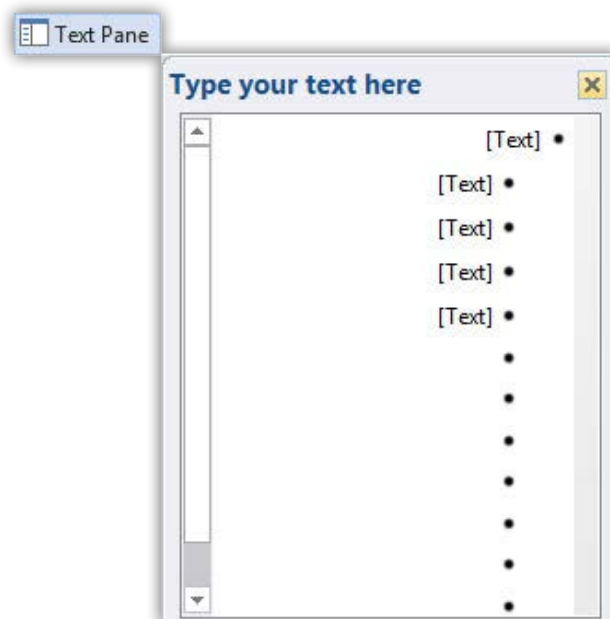 Text Pane
Type your text here
[Text] •
[Text] •
[Text] •
[Text] •
[Text] •
•
•
•
•
•
•
•